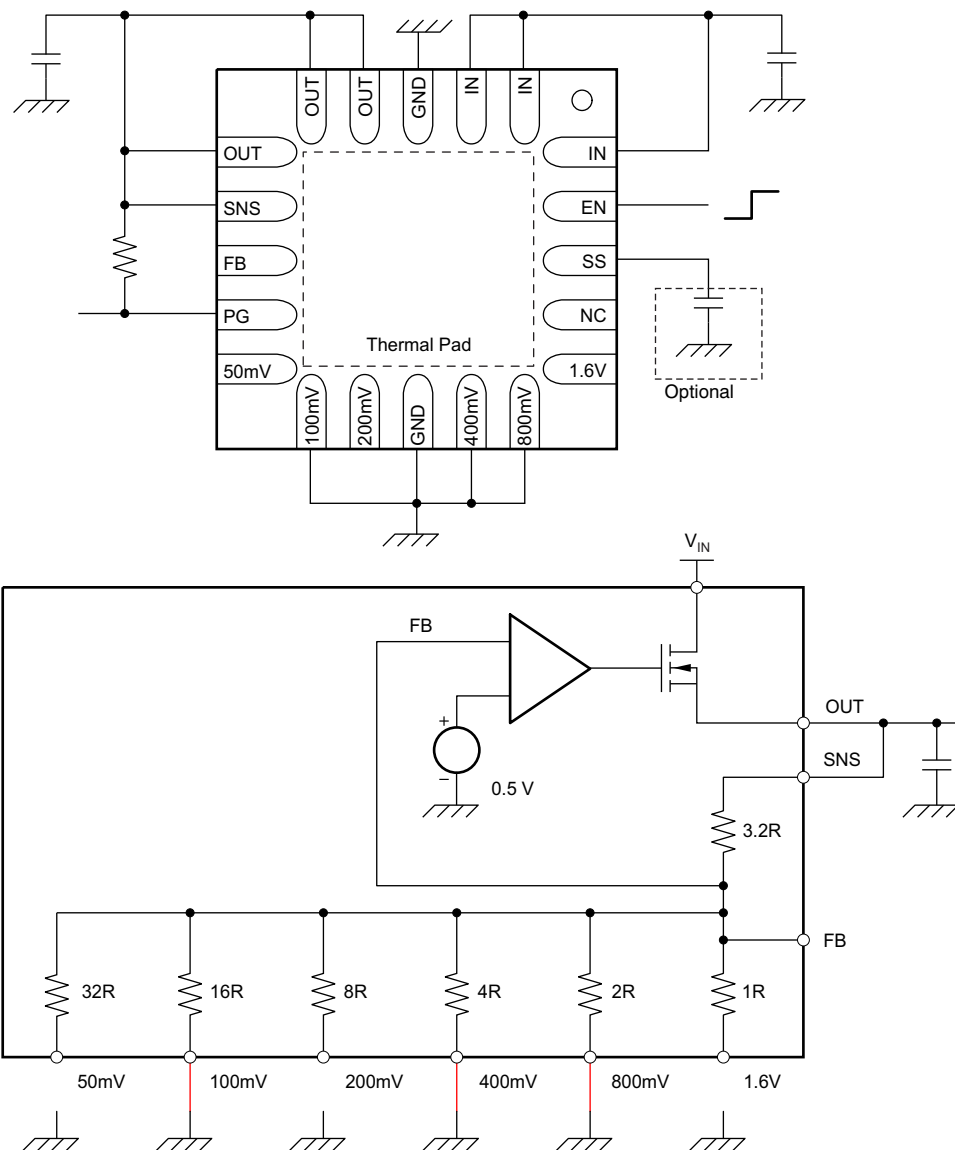 OUT
OUT
GND
IN
IN
OUT
IN
SNS
EN
FB
SS
PG
NC
Thermal Pad
50mV
1.6V
Optional
100mV
200mV
GND
400mV
800mV
VIN
FB
OUT
+
SNS
−
0.5 V
3.2R
FB
32R
16R
8R
4R
2R
1R
50mV
100mV
200mV
400mV
800mV
1.6V